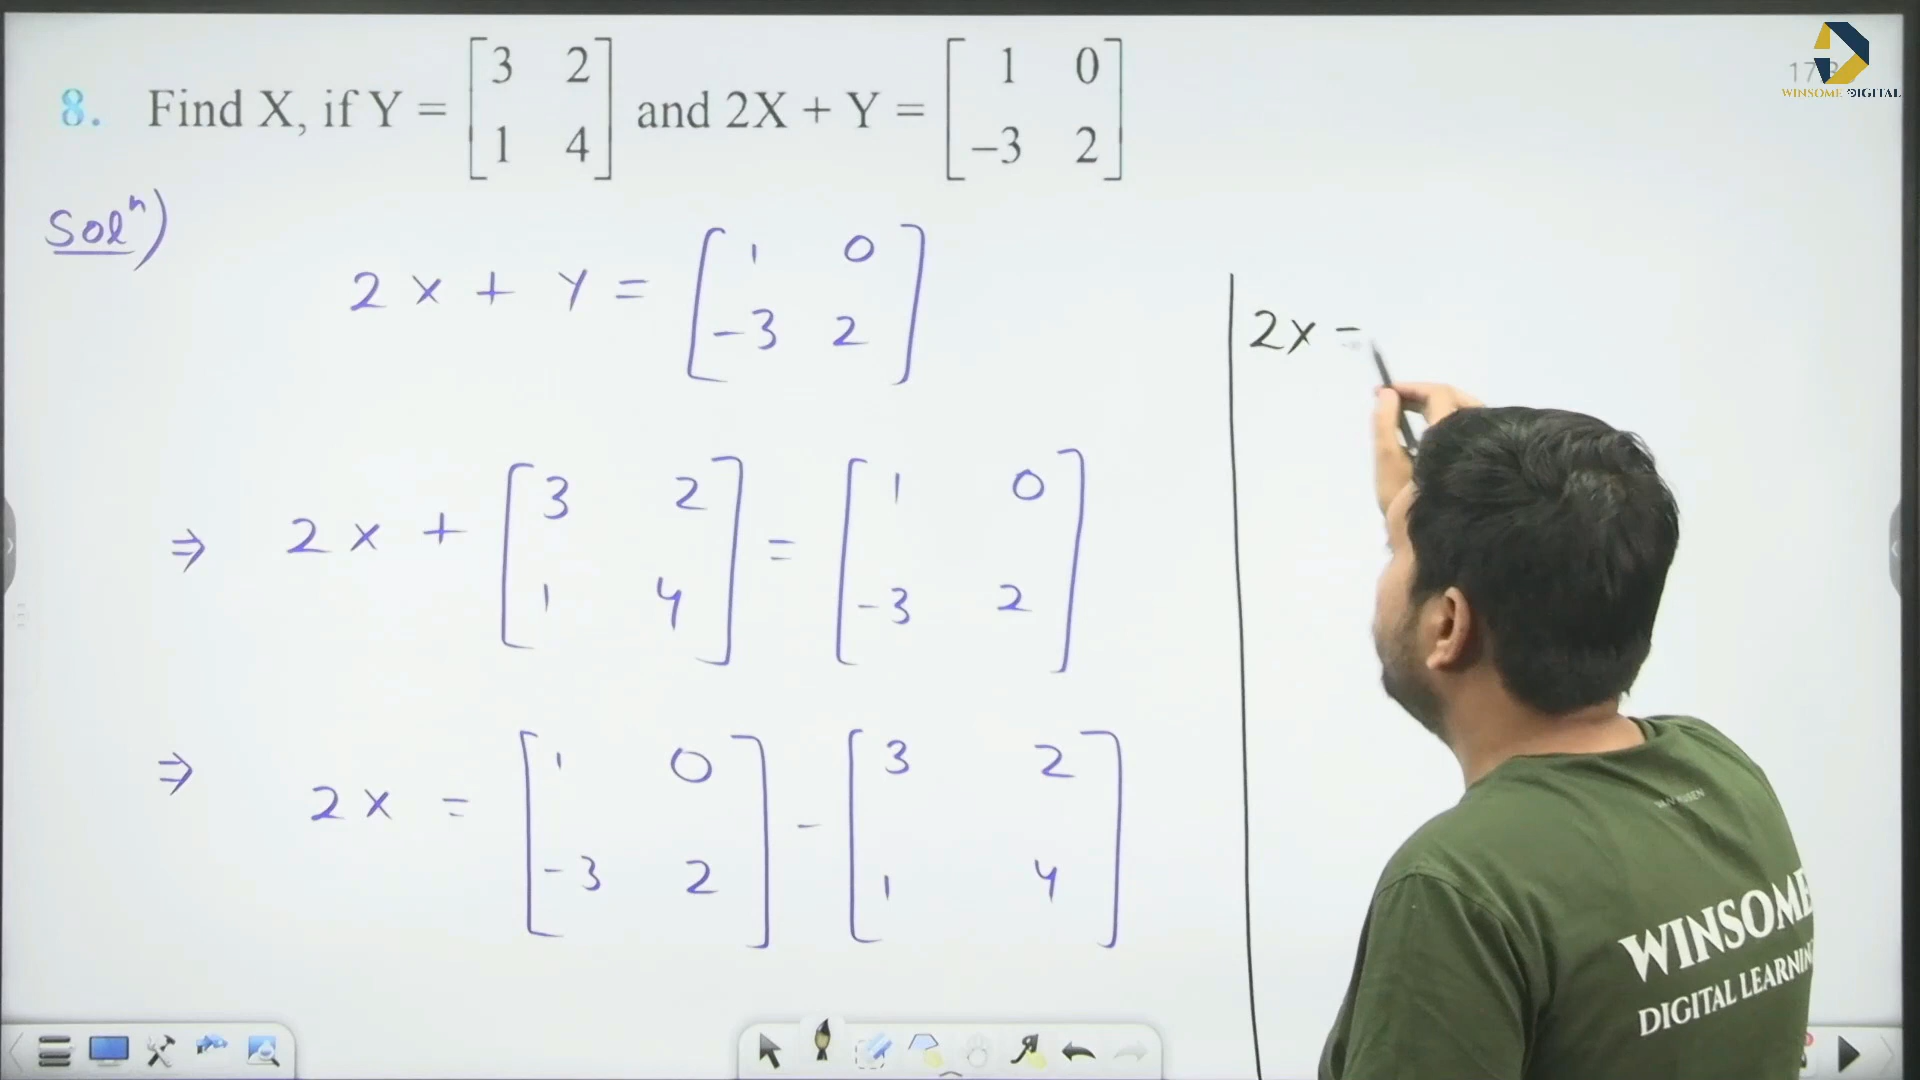 8. Find X, if Y = [3 2 1 4] and 2X + Y = [1 0 -3 2]
Solⁿ)
2x + y = [1 0 -3 2]
⇒ 2x + [3 2 1 4] = [1 0 -3 2]
⇒ 2x = [1 0 -3 2] - [3 2 1 4]
2x =
WINSOME DIGITAL
WINSOME
DIGITAL LEARNING